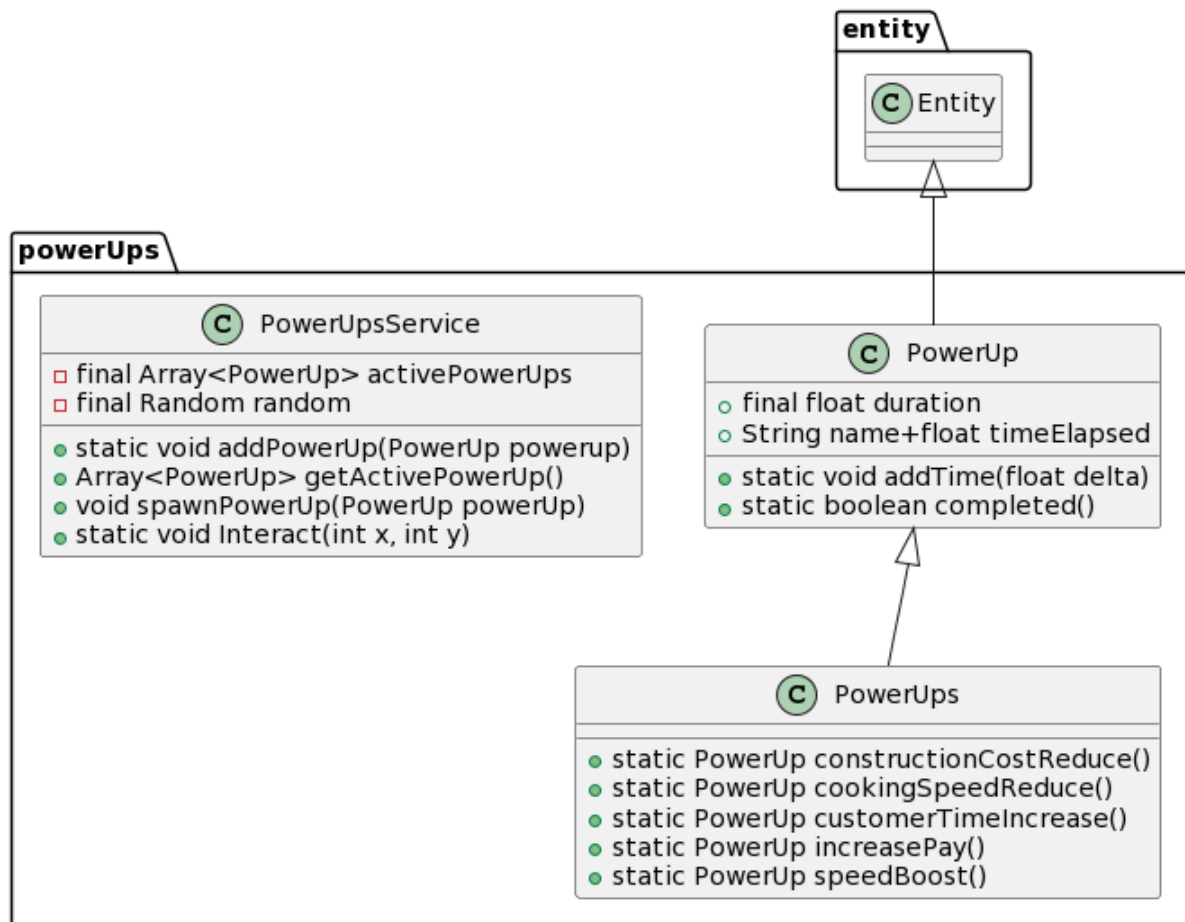 entity
C Entity
powerUps
C PowerUpsService
final Array<PowerUp> activePowerUps
final Random random
static void addPowerUp(PowerUp powerup)
Array<PowerUp> getActivePowerUp()
void spawnPowerUp(PowerUp powerUp)
static void Interact(int x, int y)
C PowerUp
final float duration
String name+float timeElapsed
static void addTime(float delta)
static boolean completed()
C PowerUps
static PowerUp constructionCostReduce()
static PowerUp cookingSpeedReduce()
static PowerUp customerTimeIncrease()
static PowerUp increasePay()
static PowerUp speedBoost()